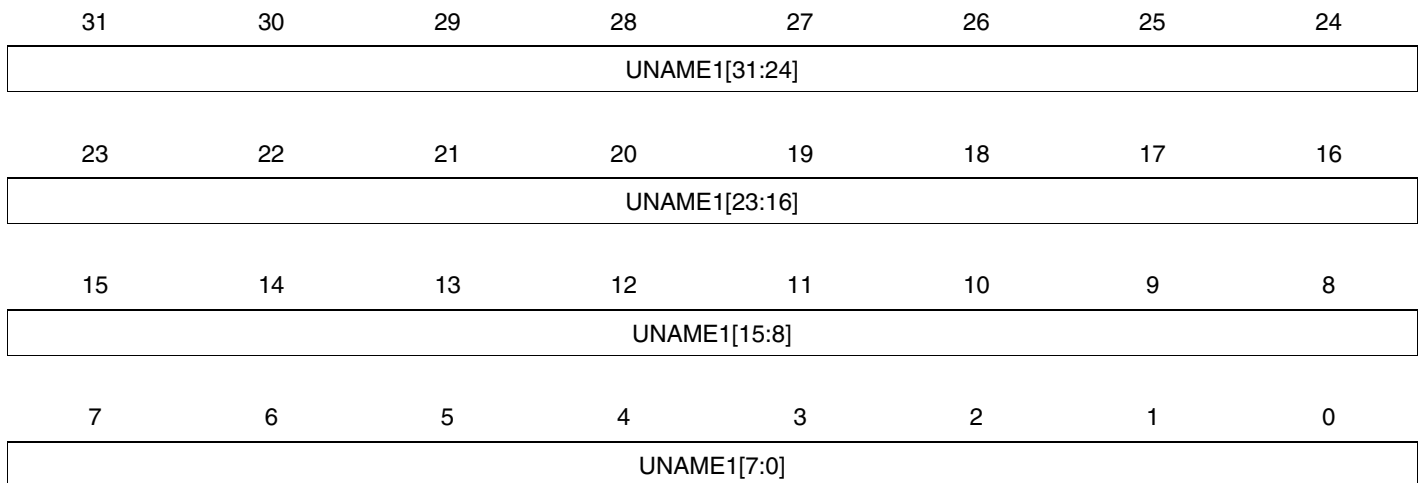 31 30 29 28 27 26 25 24
UNAME1[31:24]
23 22 21 20 19 18 17 16
UNAME1[23:16]
15 14 13 12 11 10 9 8
UNAME1[15:8]
7 6 5 4 3 2 1 0
UNAME1[7:0]